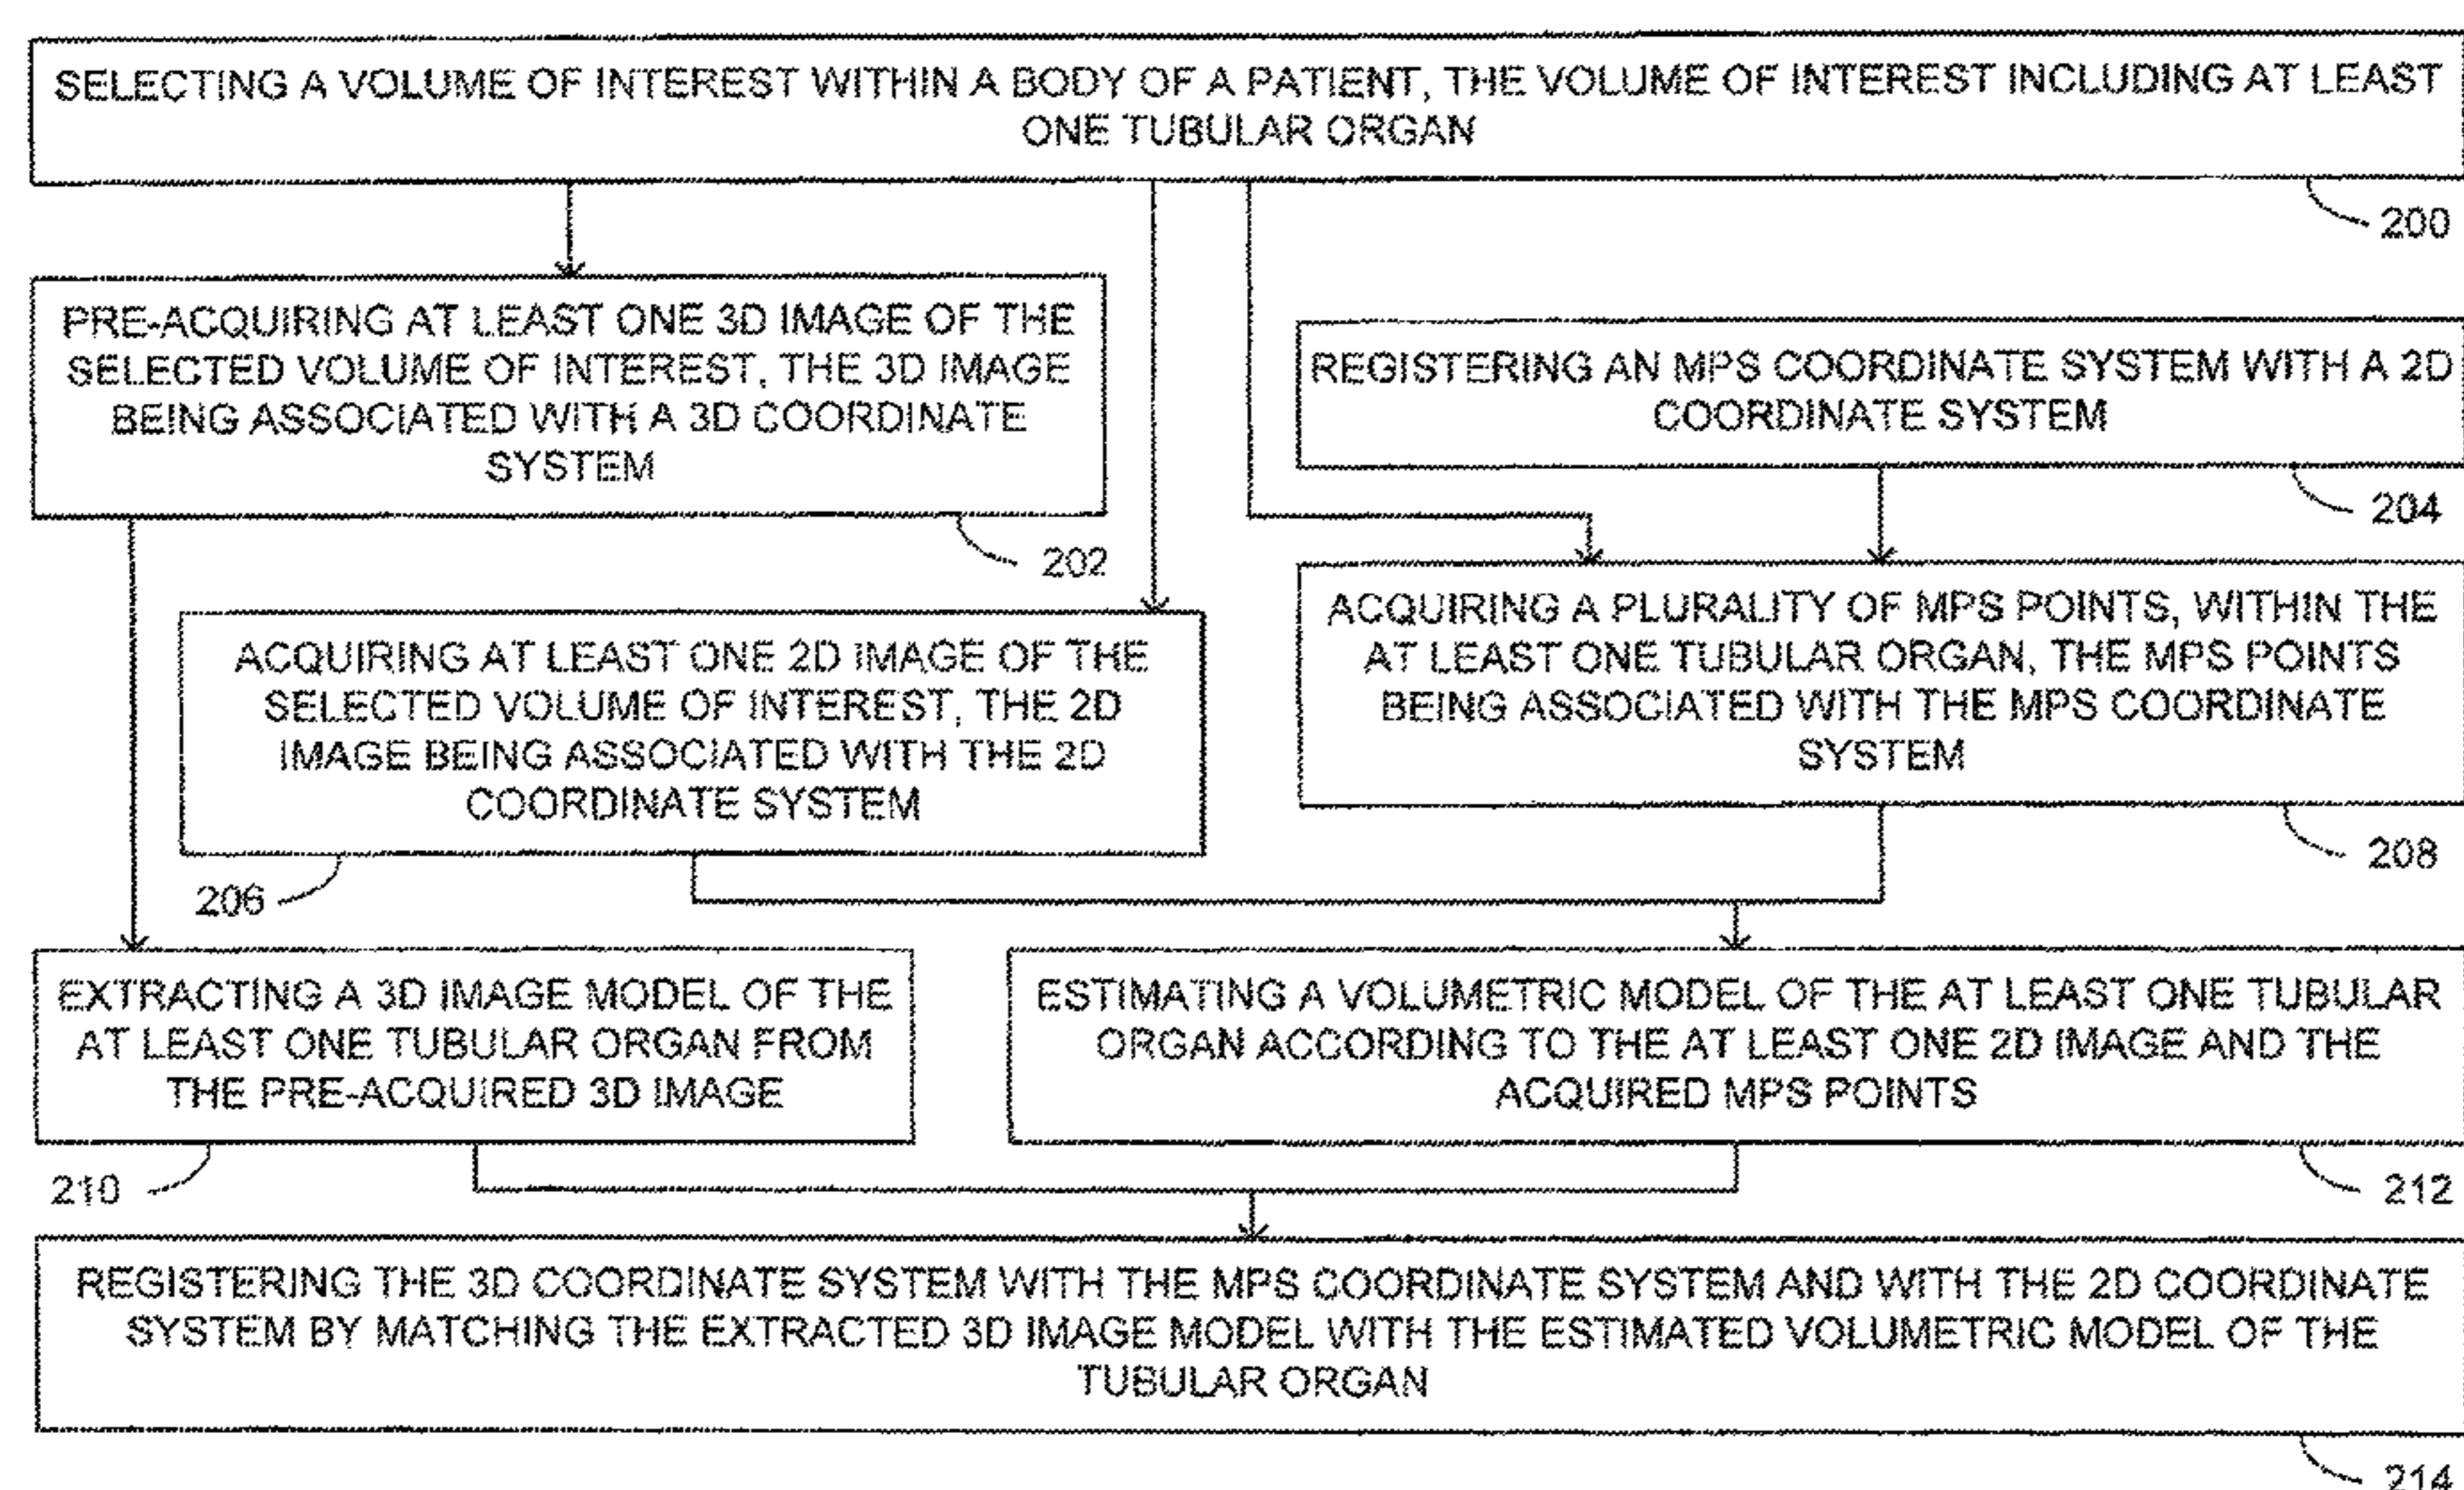 SELECTING A VOLUME OF INTEREST WITHIN A BODY OF A PATIENT, THE VOLUME OF INTEREST INCLUDING AT LEAST
ONE TUBULAR ORGAN
200
PRE-ACQUIRING AT LEAST ONE 3D IMAGE OF THE
SELECTED VOLUME OF INTEREST, THE 3D IMAGE
BEING ASSOCIATED WITH A 3D COORDINATE
SYSTEM
202
REGISTERING AN MPS COORDINATE SYSTEM WITH A 2D
COORDINATE SYSTEM
204
ACQUIRING AT LEAST ONE 2D IMAGE OF THE
SELECTED VOLUME OF INTEREST, THE 2D
IMAGE BEING ASSOCIATED WITH THE 2D
COORDINATE SYSTEM
206
ACQUIRING A PLURALITY OF MPS POINTS, WITHIN THE
AT LEAST ONE TUBULAR ORGAN, THE MPS POINTS
BEING ASSOCIATED WITH THE MPS COORDINATE
SYSTEM
208
EXTRACTING A 3D IMAGE MODEL OF THE
AT LEAST ONE TUBULAR ORGAN FROM
THE PRE-ACQUIRED 3D IMAGE
210
ESTIMATING A VOLUMETRIC MODEL OF THE AT LEAST ONE TUBULAR
ORGAN ACCORDING TO THE AT LEAST ONE 2D IMAGE AND THE
ACQUIRED MPS POINTS
212
REGISTERING THE 3D COORDINATE SYSTEM WITH THE MPS COORDINATE SYSTEM AND WITH THE 2D COORDINATE
SYSTEM BY MATCHING THE EXTRACTED 3D IMAGE MODEL WITH THE ESTIMATED VOLUMETRIC MODEL OF THE
TUBULAR ORGAN
214